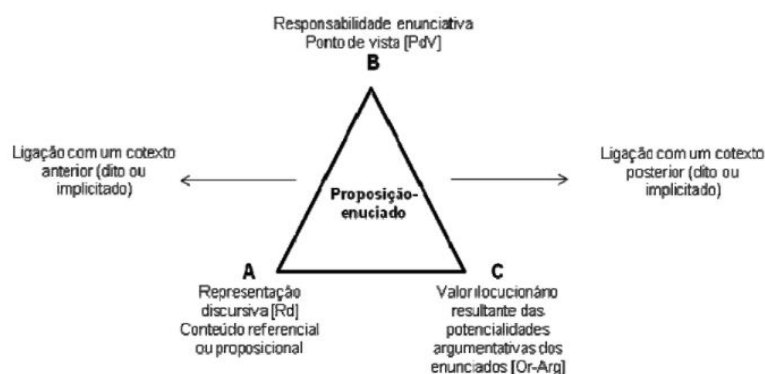 Responsabilidade enunciativa
Ponto de vista [PdV]
B
Ligação com um cotexto
anterior (dito ou
implicitado)
Ligação com um cotexto
posterior (dito ou
implicitado)
Proposição-
enuciado
A
Representação
discursiva [Rd]
Conteúdo referencial
ou proposicional
C
Valor ilocucionário
resultante das
potencialidades
argumentativas dos
enunciados [Or-Arg]